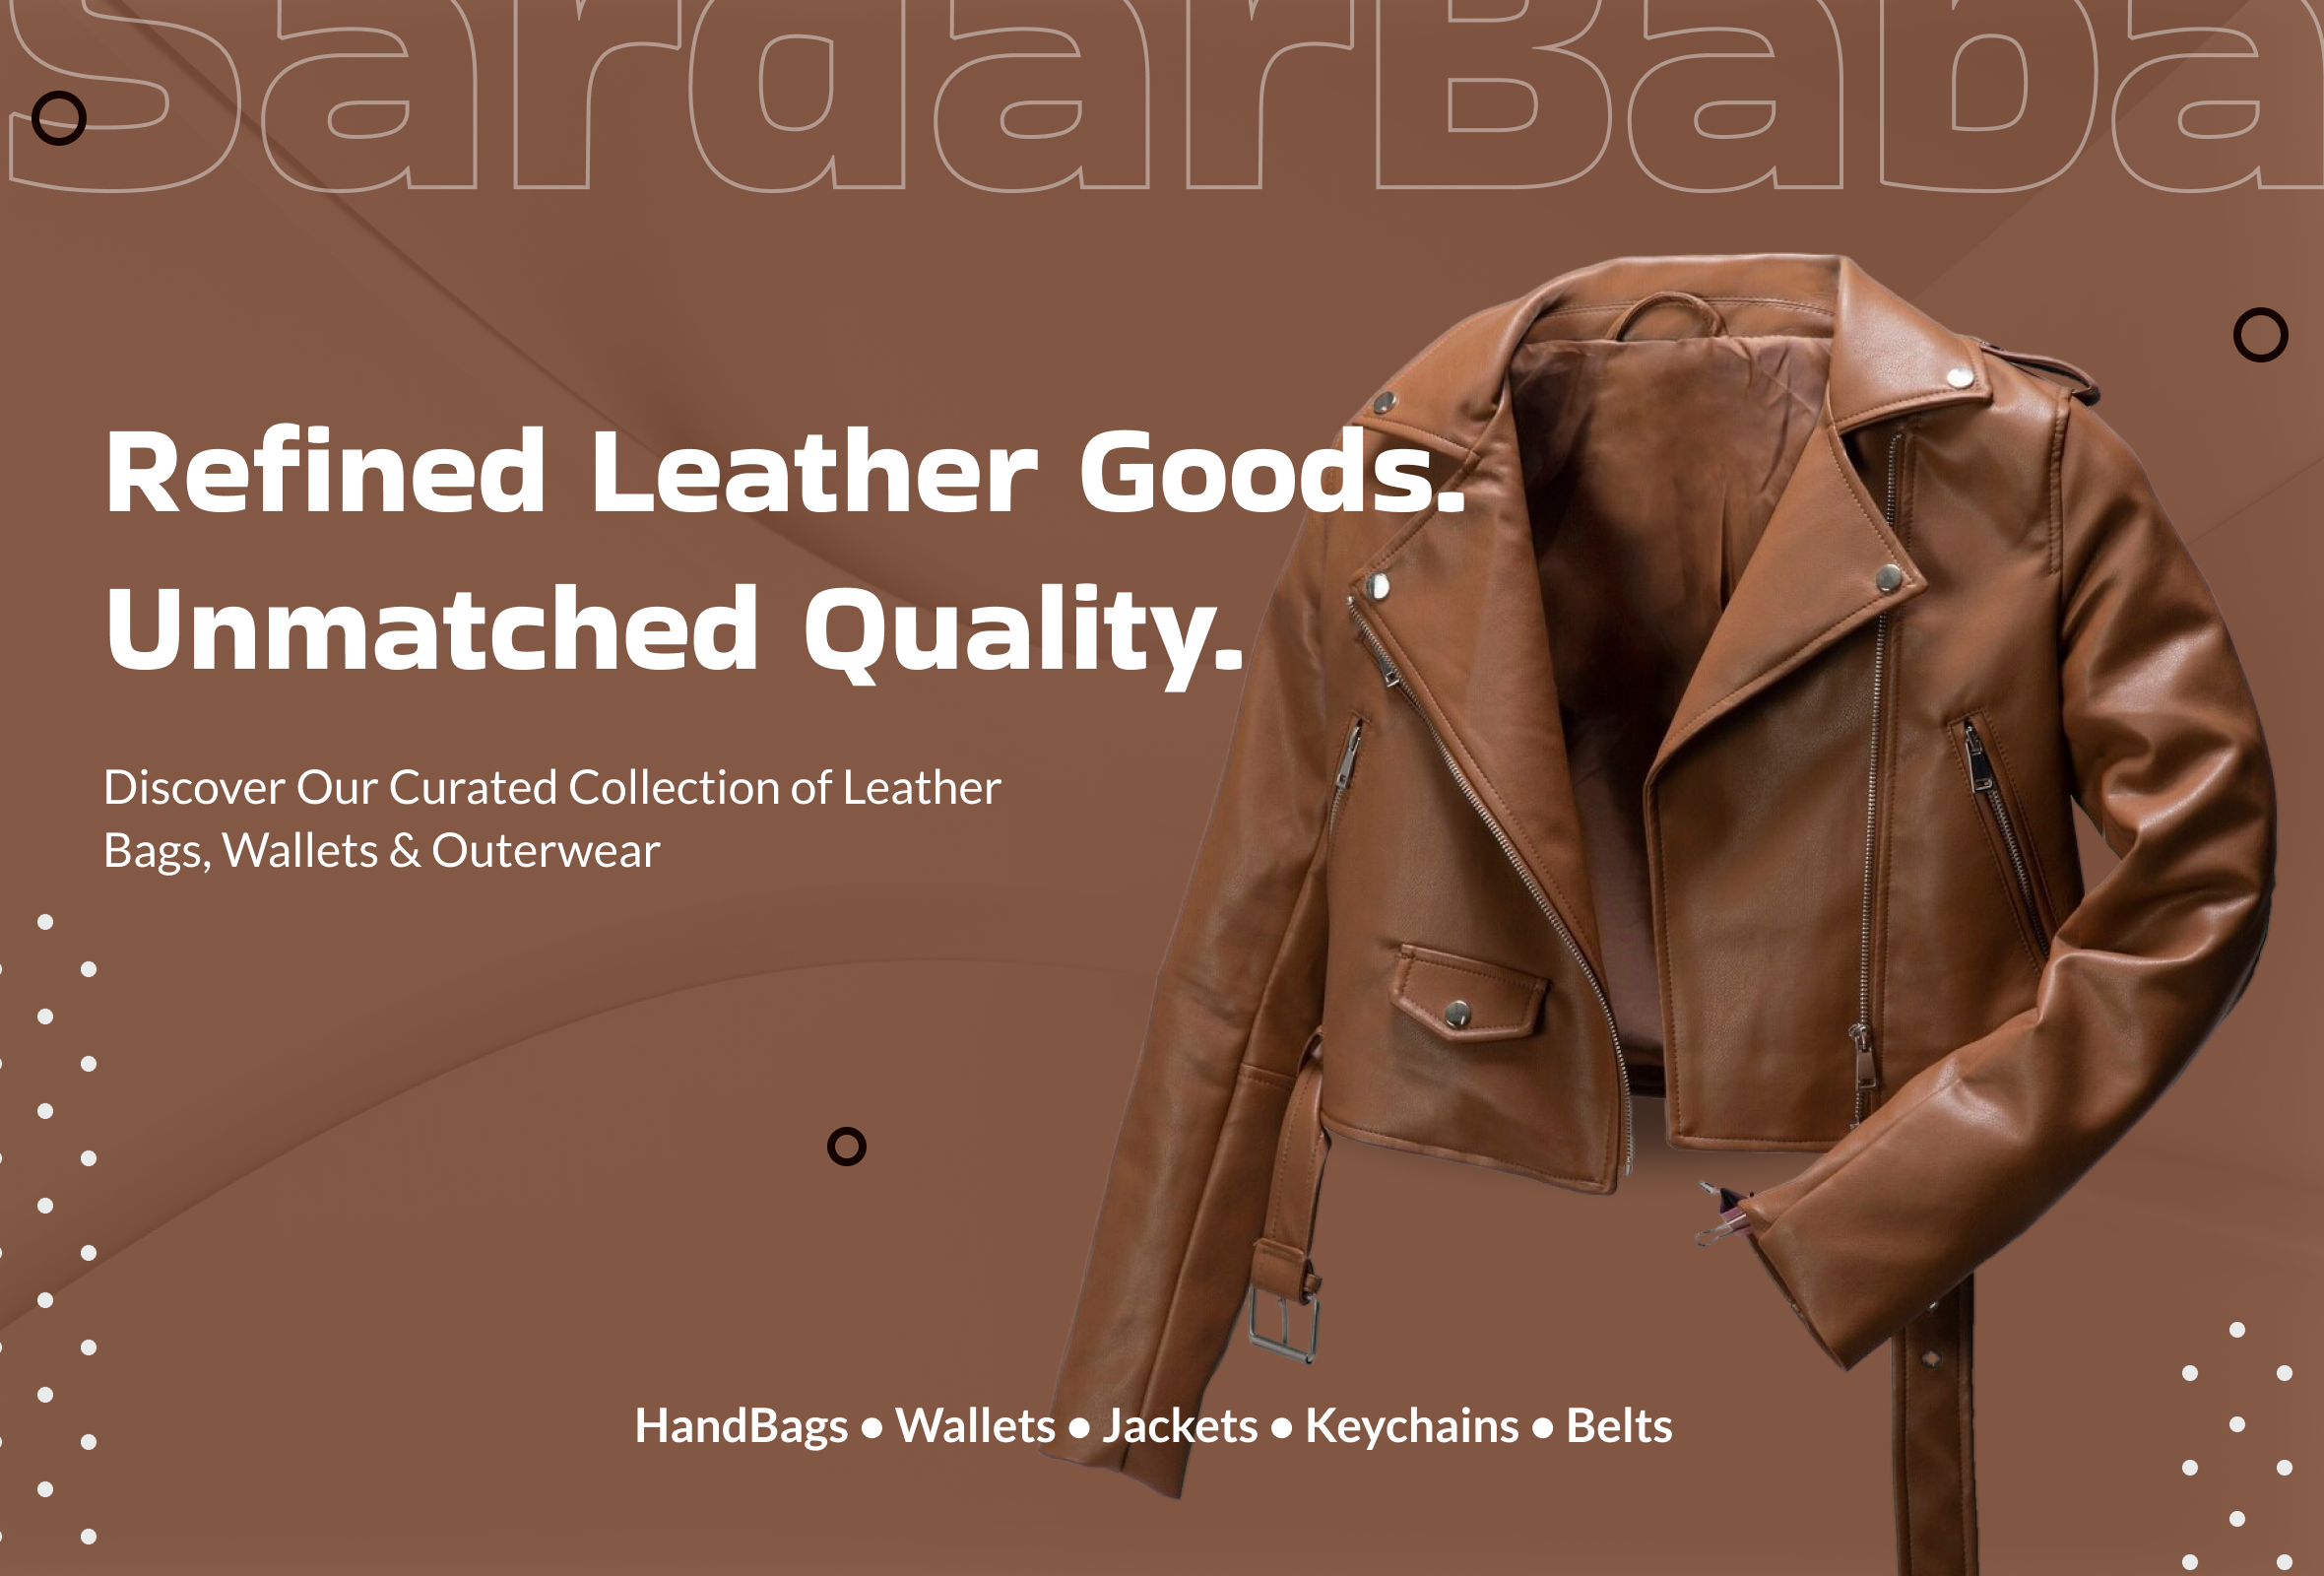 SardarBaba
Refined Leather Goods.
Unmatched Quality.
Discover Our Curated Collection of Leather
Bags, Wallets & Outerwear
HandBags ● Wallets ● Jackets ● Keychains ● Belts